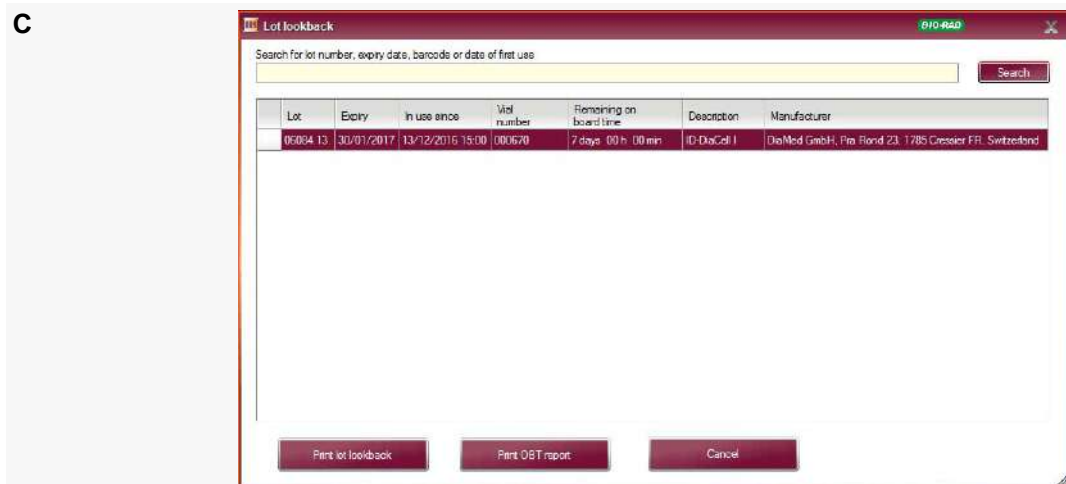 C
Lot lookback
BIO-RAD
Search for lot number, expiry date, barcode or date of first use
Search
Lot Expiry In use since Vial number Remaining on board time Description Manufacturer
06084.13 30/01/2017 13/12/2016 15:00 000670 7 days 00 h 00 min ID-DiaCell I DiaMed GmbH, Pra Rond 23, 1785 Cressier FR, Switzerland
Print lot lookback Print OBT report Cancel